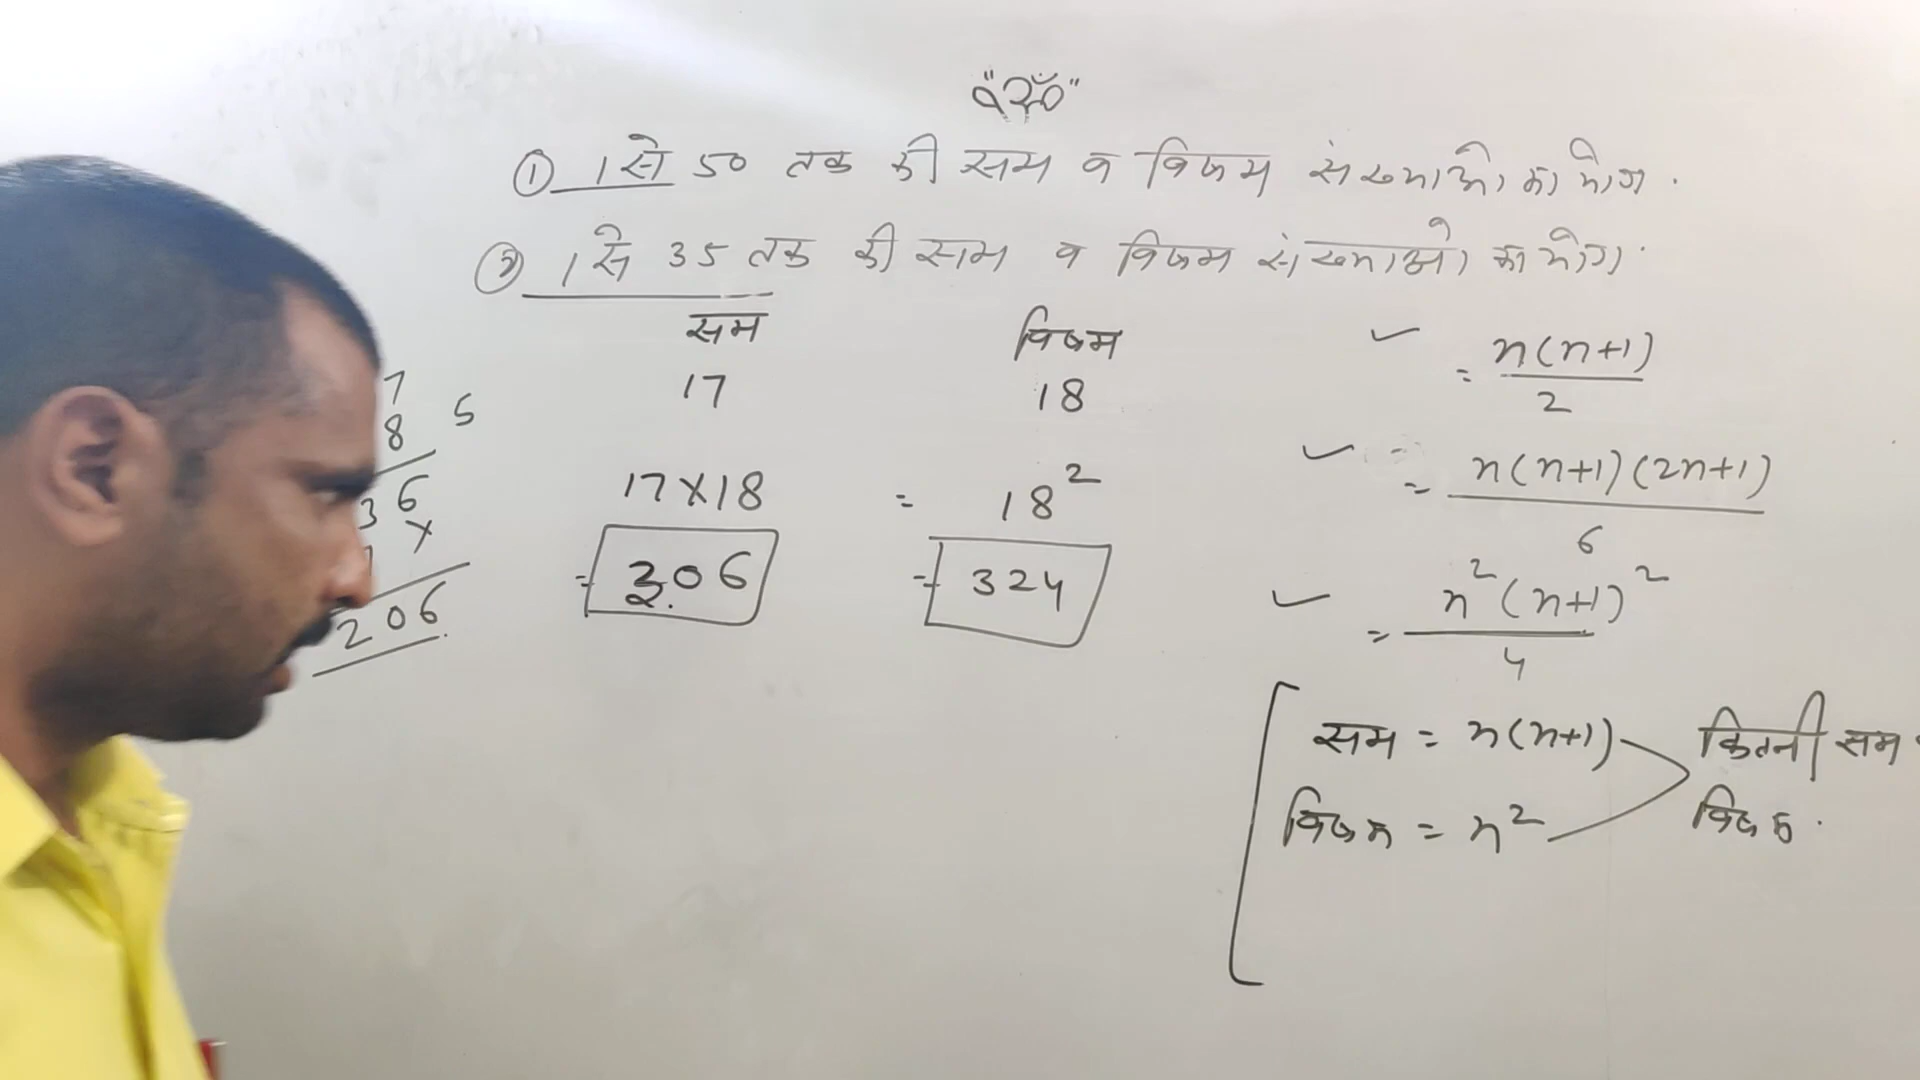 "ॐ"
① 1 से 50 तक की सम व विषम संख्याओं का योग.
② 1 से 35 तक की सम व विषम संख्याओं का योग.
सम विषम
17 18
17×18 = 18²
= 306 = 324
7
8 5
36
1 ×
206
= n(n+1)/2
= n(n+1)(2n+1)/6
= n²(n+1)²/4
सम = n(n+1)
विषम = n²
कितनी सम
विषम.